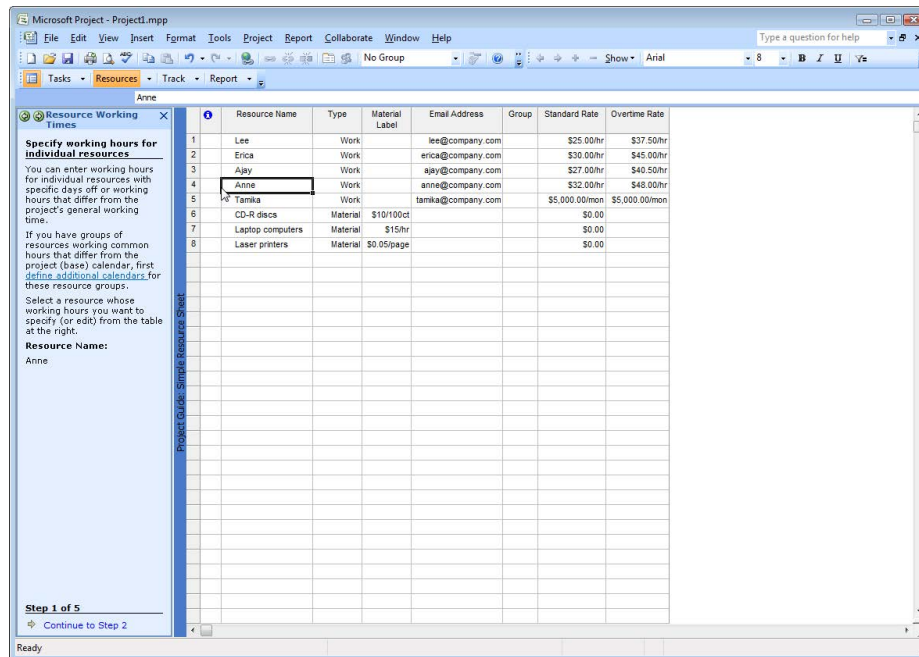 Microsoft Project - Project1.mpp
File Edit View Insert Format Tools Project Report Collaborate Window Help
Type a question for help
No Group
Show
Arial
8
B I U
Tasks Resources Track Report
Anne
Resource Working Times
Specify working hours for individual resources
You can enter working hours
for individual resources with
specific days off or working
hours that differ from the
project's general working
time.
If you have groups of
resources working common
hours that differ from the
project (base) calendar, first
define additional calendars for
these resource groups.
Select a resource whose
working hours you want to
specify (or edit) from the table
at the right.
Resource Name:
Anne
Step 1 of 5
Continue to Step 2
Project Guide: Simple Resource Sheet
Resource Name Type Material Label Email Address Group Standard Rate Overtime Rate
1 Lee Work lee@company.com $25.00/hr $37.50/hr
2 Erica Work erica@company.com $30.00/hr $45.00/hr
3 Ajay Work ajay@company.com $27.00/hr $40.50/hr
4 Anne Work anne@company.com $32.00/hr $48.00/hr
5 Tamika Work tamika@company.com $5,000.00/mon $5,000.00/mon
6 CD-R discs Material $10/100ct $0.00
7 Laptop computers Material $15/hr $0.00
8 Laser printers Material $0.05/page $0.00
Ready